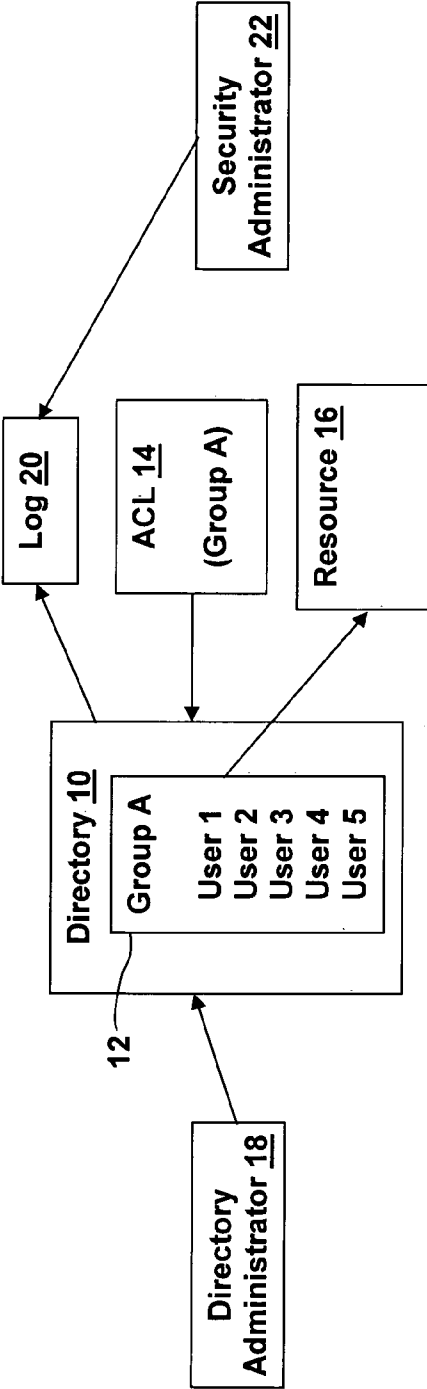 Directory
Administrator 18
12
Directory 10
Group A
User 1
User 2
User 3
User 4
User 5
Log 20
ACL 14
(Group A)
Resource 16
Security
Administrator 22